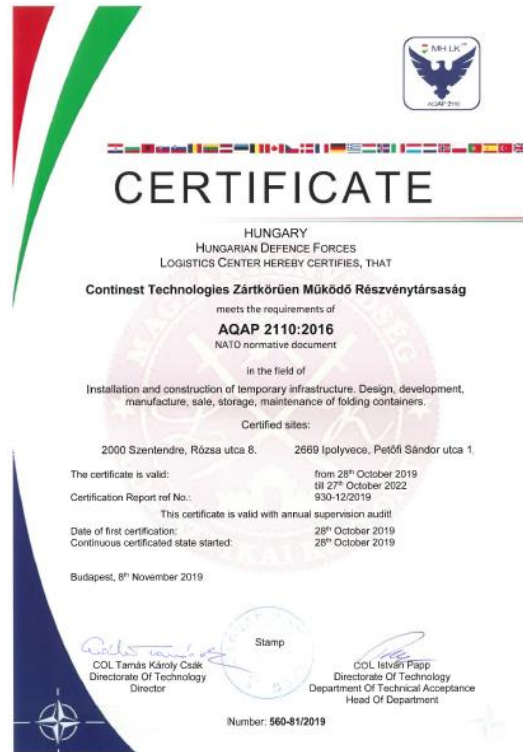 MH LK
AQAP 2110
CERTIFICATE
HUNGARY
HUNGARIAN DEFENCE FORCES
LOGISTICS CENTER HEREBY CERTIFIES, THAT
Continest Technologies Zártkörűen Működő Részvénytársaság
meets the requirements of
AQAP 2110:2016
NATO normative document
in the field of
Installation and construction of temporary infrastructure. Design, development,
manufacture, sale, storage, maintenance of folding containers.
Certified sites:
2000 Szentendre, Rózsa utca 8. 2669 Ipolyvece, Petőfi Sándor utca 1.
The certificate is valid: from 28th October 2019
till 27th October 2022
Certification Report ref No.: 930-12/2019
This certificate is valid with annual supervision audit!
Date of first certification: 28th October 2019
Continuous certificated state started: 28th October 2019
Budapest, 8th November 2019
Stamp
COL Tamás Károly Csák COL István Papp
Directorate Of Technology Directorate Of Technology
Director Department Of Technical Acceptance
Head Of Department
Number: 560-81/2019